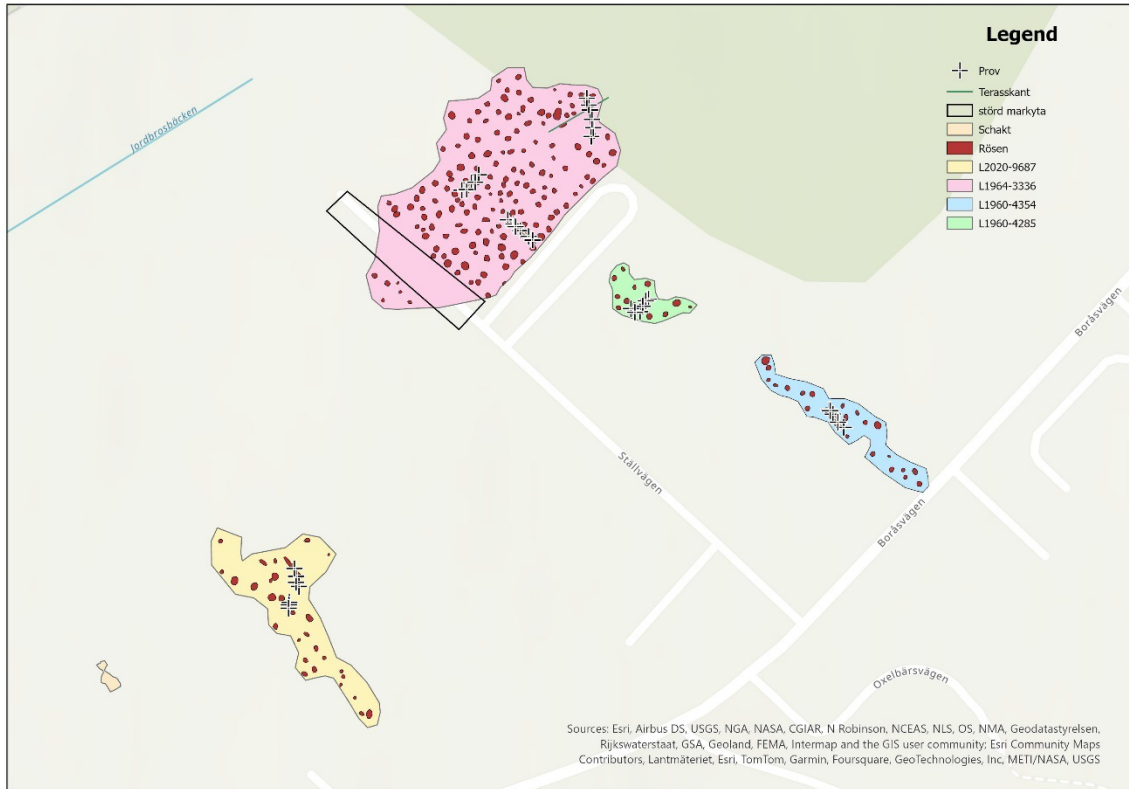 Legend
Prov
Terasskant
störd markyta
Schakt
Rösen
L2020-9687
L1964-3336
L1960-4354
L1960-4285
Jordbrosbäcken
Boråsvägen
Ställvägen
Boråsvägen
Oxelbärsvägen
Sources: Esri, Airbus DS, USGS, NGA, NASA, CGIAR, N Robinson, NCEAS, NLS, OS, NMA, Geodatastyrelsen,
Rijkswaterstaat, GSA, Geoland, FEMA, Intermap and the GIS user community; Esri Community Maps
Contributors, Lantmäteriet, Esri, TomTom, Garmin, Foursquare, GeoTechnologies, Inc, METI/NASA, USGS